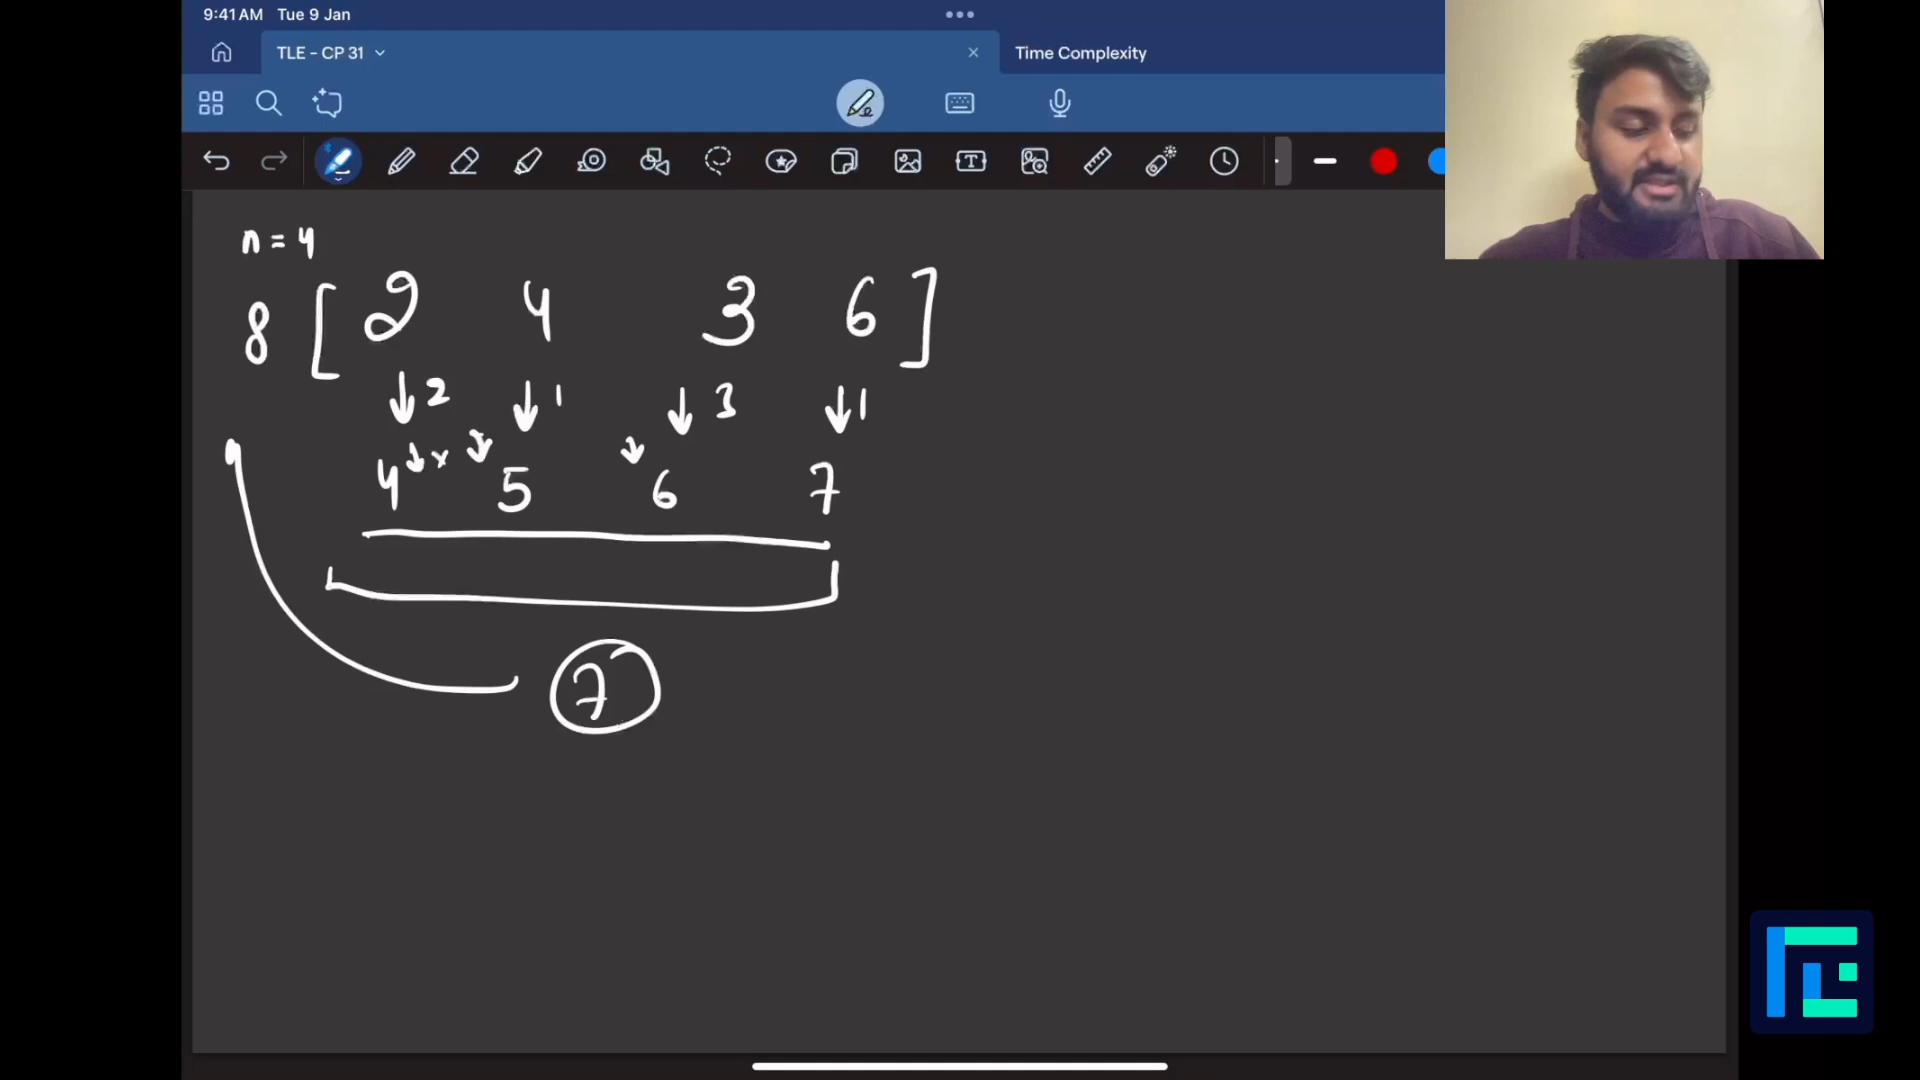 9:41 AM Tue 9 Jan
TLE - CP 31
Time Complexity
n = 4
8 [ 2 4 3 6 ]
↓ 2 ↓ 1 ↓ 3 ↓ 1
4 ↓ x ↓ 5 ↓ 6 7
7